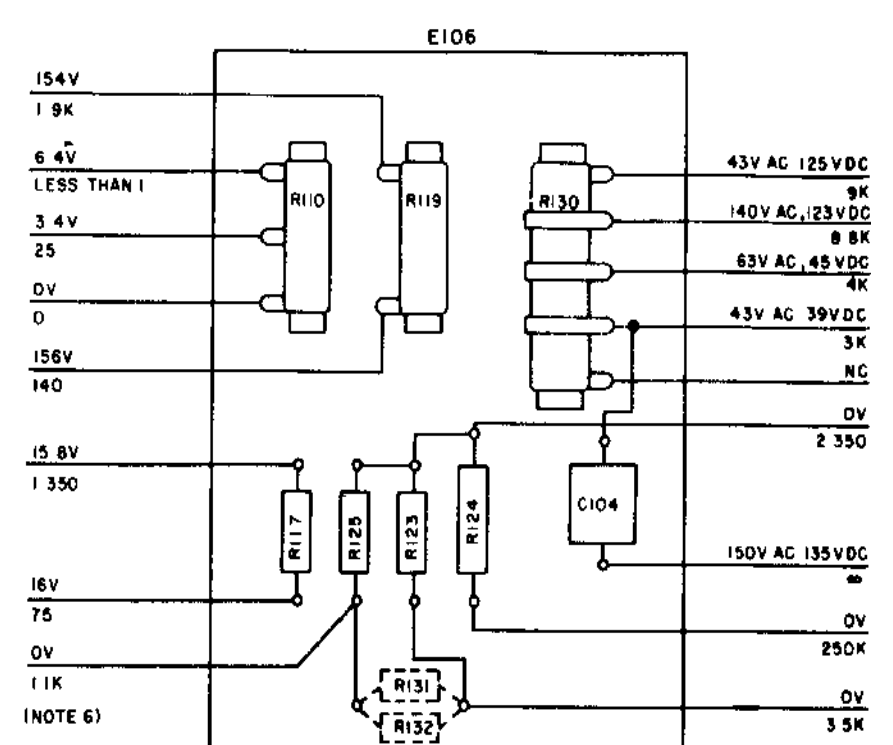 E106
154V
1 9K
6 4V
LESS THAN 1
3 4V
25
0V
0
156V
140
15 8V
1 350
16V
75
0V
1 1K
(NOTE 6)
R110
R119
R130
R117
R125
R123
R124
C104
R131
R132
43V AC 125VDC
9K
140V AC,123VDC
8 8K
63V AC,45VDC
4K
43V AC 39VDC
3K
NC
0V
2 350
150V AC 135VDC
∞
0V
250K
0V
3 5K